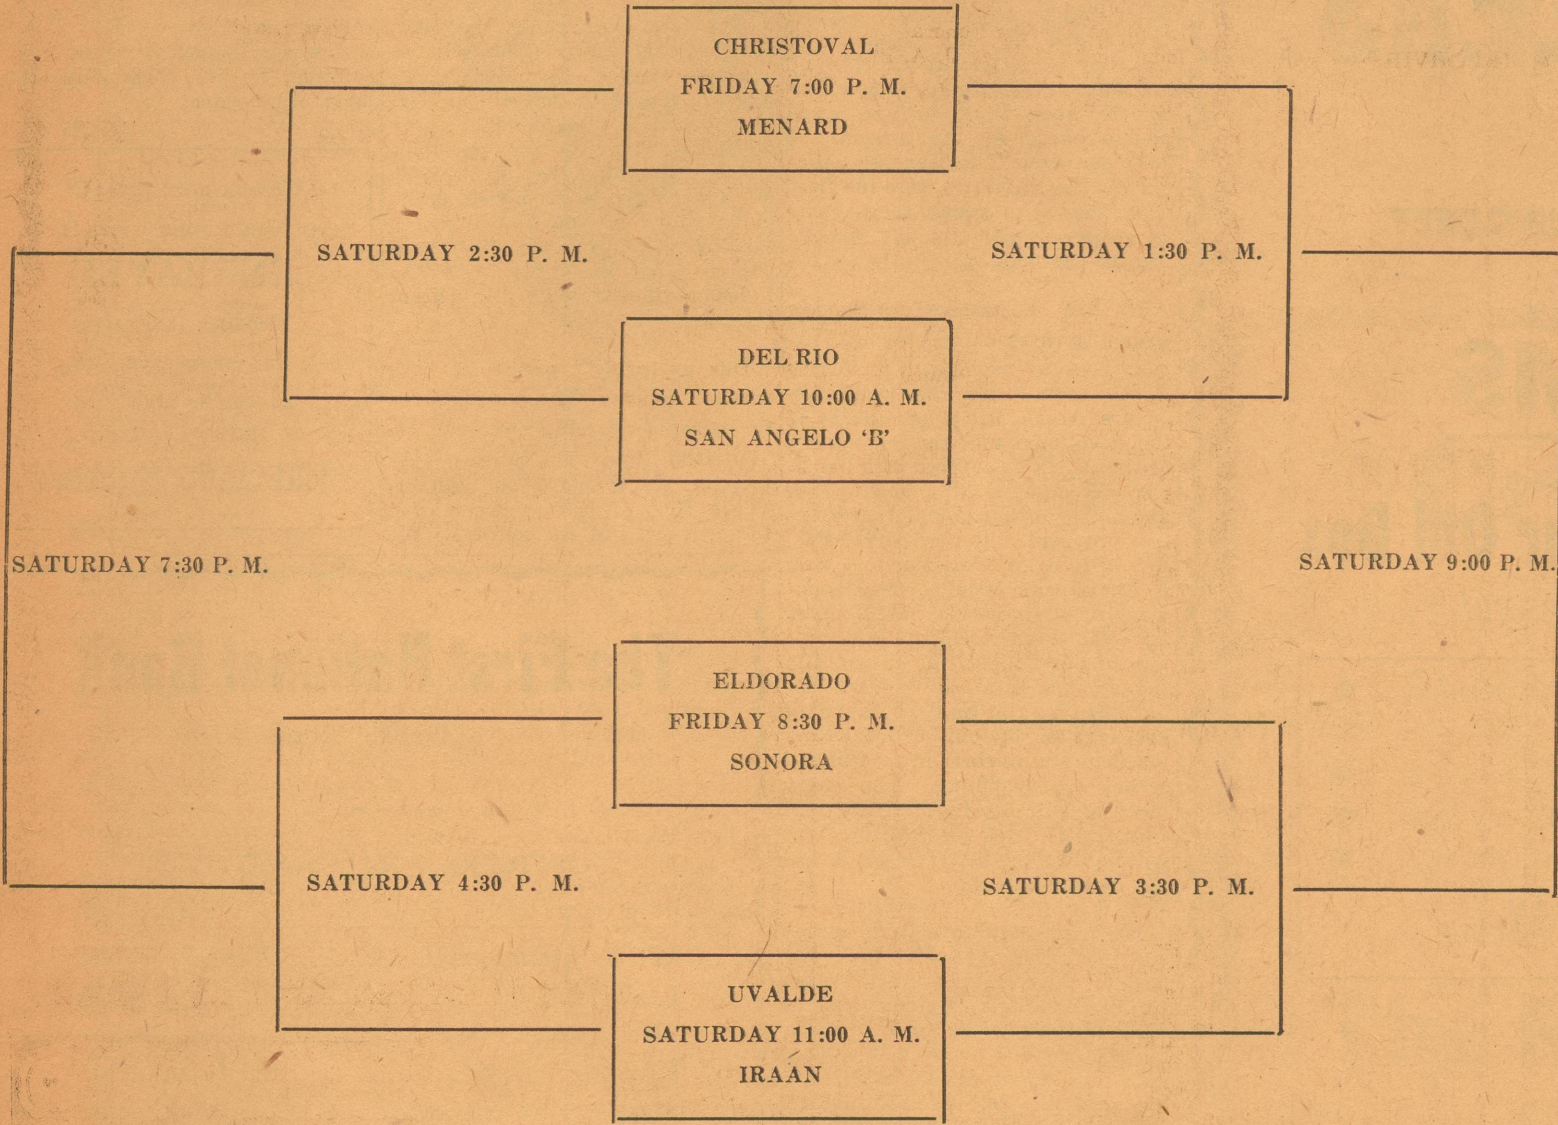 CHRISTOVAL
FRIDAY 7:00 P. M.
MENARD
SATURDAY 2:30 P. M.
SATURDAY 1:30 P. M.
DEL RIO
SATURDAY 10:00 A. M.
SAN ANGELO ‘B’
SATURDAY 7:30 P. M.
SATURDAY 9:00 P. M.
ELDORADO
FRIDAY 8:30 P. M.
SONORA
SATURDAY 4:30 P. M.
SATURDAY 3:30 P. M.
UVALDE
SATURDAY 11:00 A. M.
IRAAN